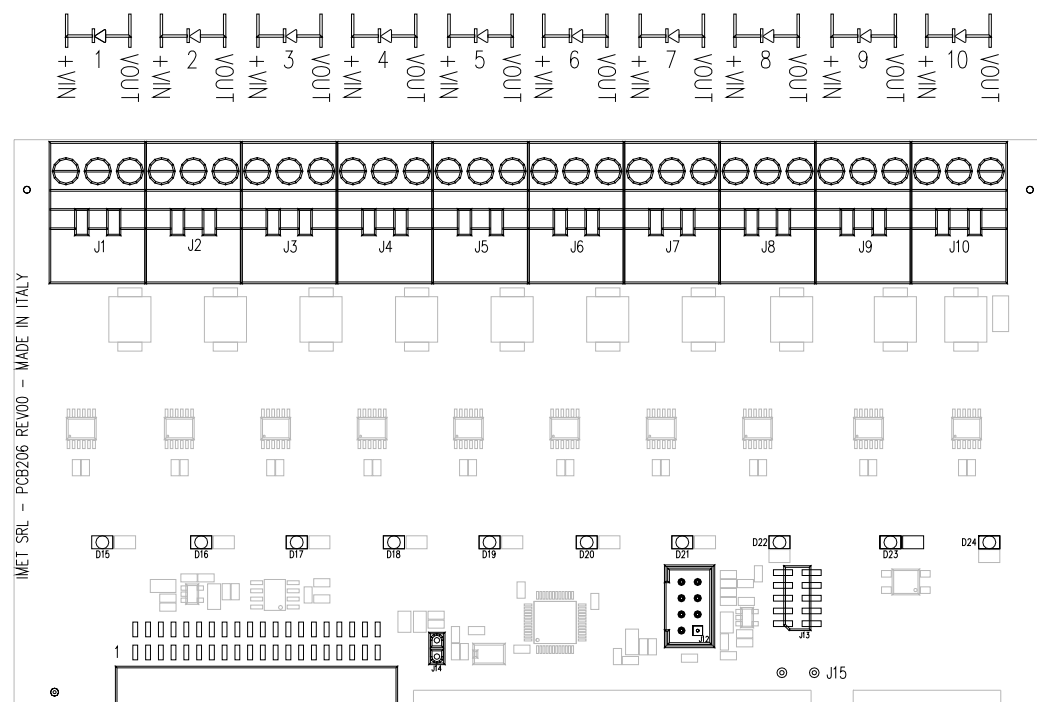 1 2 3 4 5 6 7 8 9 10
+ VIN VOUT + VIN VOUT + VIN VOUT + VIN VOUT + VIN VOUT + VIN VOUT + VIN VOUT + VIN VOUT + VIN VOUT + VIN VOUT
J1 J2 J3 J4 J5 J6 J7 J8 J9 J10
IMET SRL - PCB206 REV00 - MADE IN ITALY
D15 D16 D17 D18 D19 D20 D21 D22 D23 D24
J12 J13
1
J14
J15